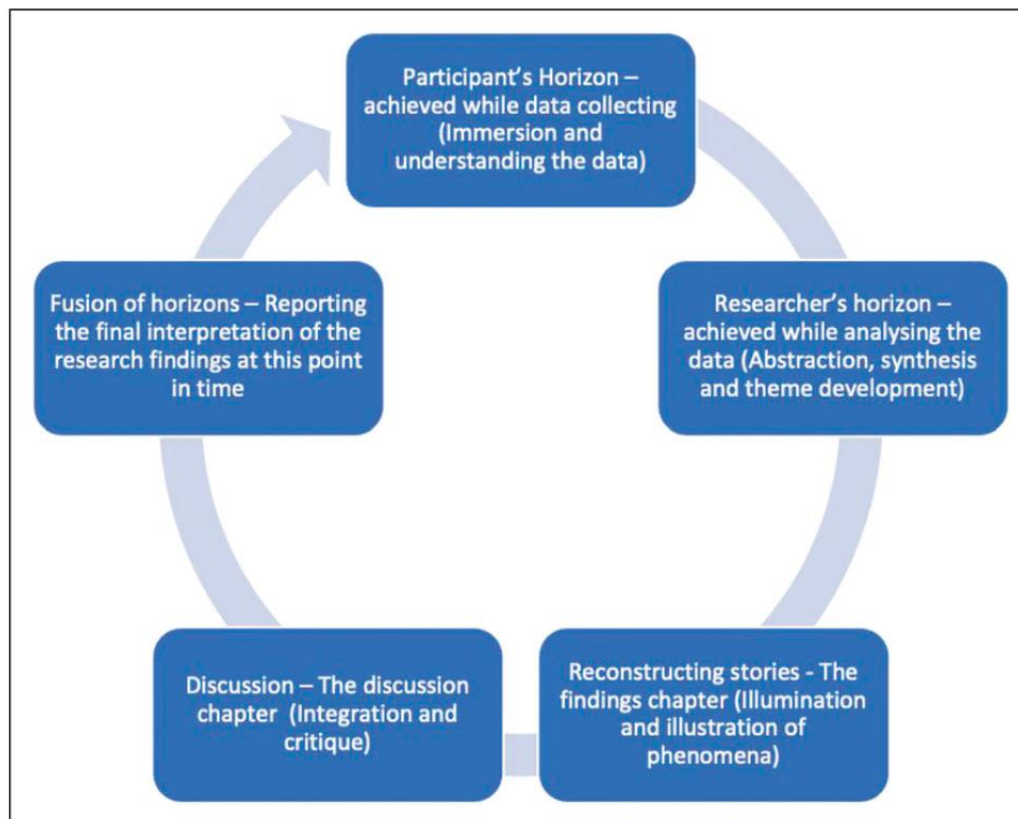 Participant’s Horizon –
achieved while data collecting
(Immersion and
understanding the data)
Researcher’s horizon –
achieved while analysing the
data (Abstraction, synthesis
and theme development)
Reconstructing stories - The
findings chapter (Illumination
and illustration of
phenomena)
Discussion – The discussion
chapter (Integration and
critique)
Fusion of horizons – Reporting
the final interpretation of the
research findings at this point
in time